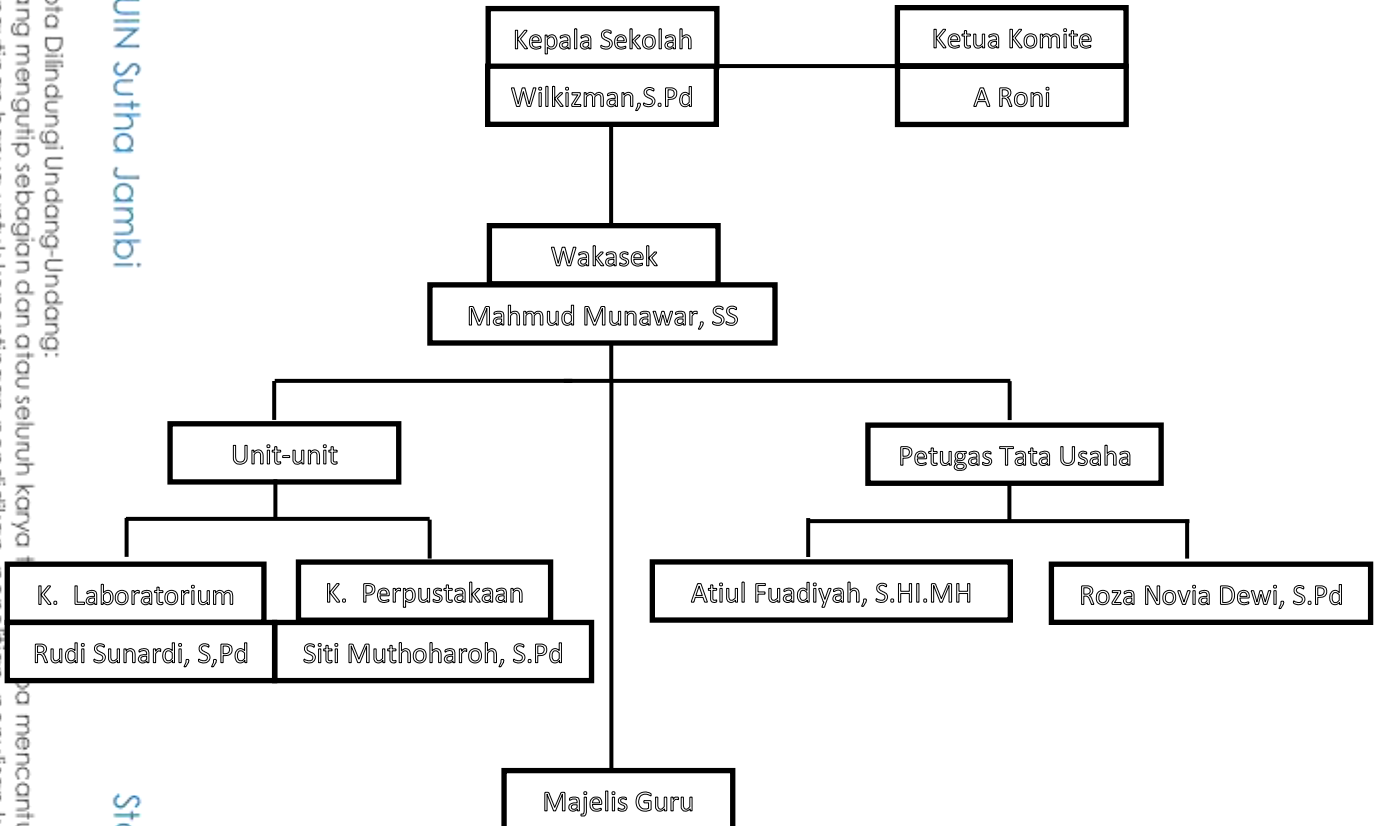 Kepala Sekolah
Wilkizman,S.Pd
Ketua Komite
A Roni
Wakasek
Mahmud Munawar, SS
Unit-unit
Petugas Tata Usaha
K. Laboratorium
Rudi Sunardi, S,Pd
K. Perpustakaan
Siti Muthoharoh, S.Pd
Atiul Fuadiyah, S.HI.MH
Roza Novia Dewi, S.Pd
Majelis Guru
UIN Sutha Jambi
Dilindungi Undang-Undang:
mengutip sebagian dan atau seluruh karya